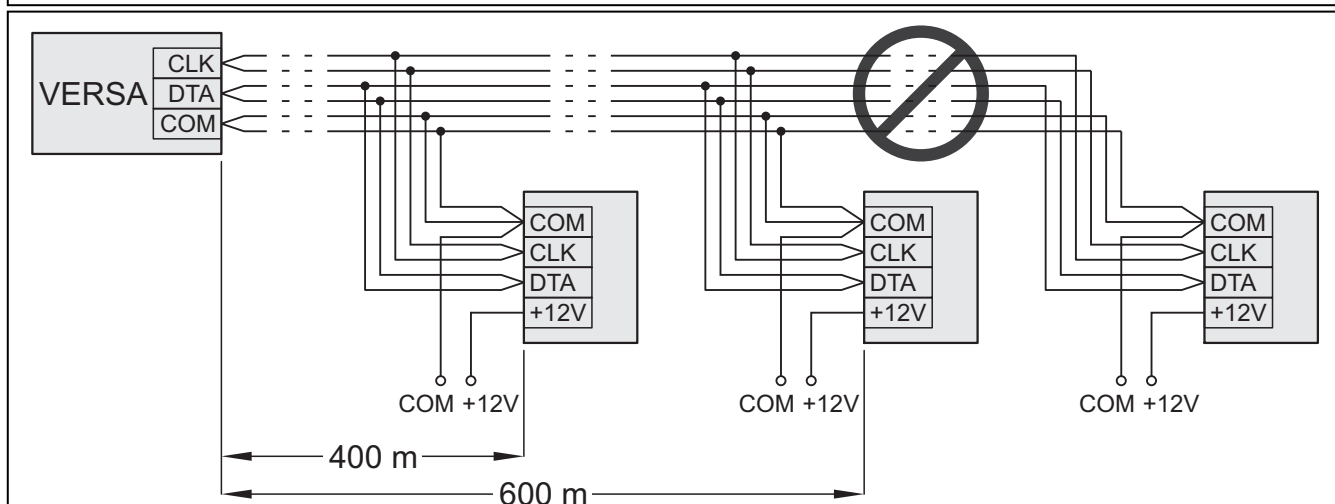 VERSA
CLK
DTA
COM
COM
CLK
DTA
+12V
COM +12V
COM
CLK
DTA
+12V
COM +12V
COM
CLK
DTA
+12V
COM +12V
400 m
600 m